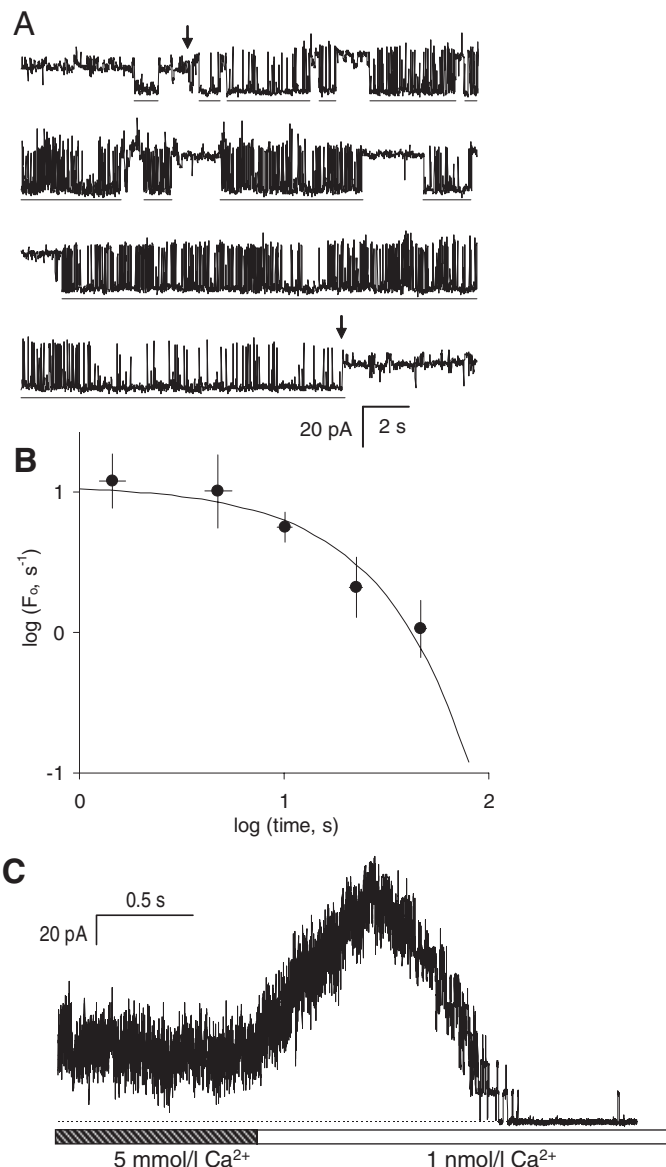 A
20 pA 2 s
B
1
0
-1
log (Fo, s-1)
0 1 2
log (time, s)
C
0.5 s
20 pA
5 mmol/l Ca2+ 1 nmol/l Ca2+